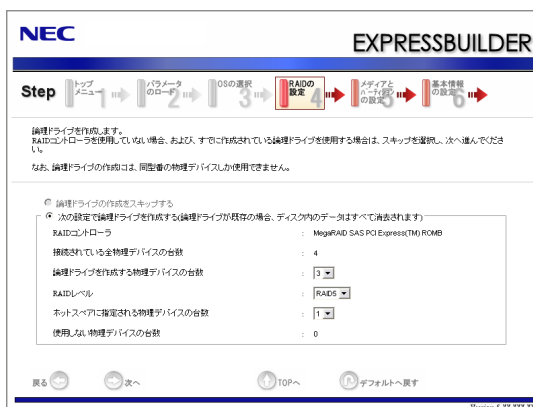 NEC
EXPRESSBUILDER
Step
トップ
メニュー 1
パラメータ
のロード 2
OSの選択
3
RAIDの
設定 4
メディアと
パーティション
の設定 5
基本情報
の設定 6
論理ドライブを作成します。
RAIDコントローラを使用していない場合、および、すでに作成されている論理ドライブを使用する場合は、スキップを選択し、次へ進んでくださ
い。
なお、論理ドライブの作成には、同型番の物理デバイスしか使用できません。
論理ドライブの作成をスキップする
次の設定で論理ドライブを作成する(論理ドライブが既存の場合、ディスク内のデータはすべて消去されます)
RAIDコントローラ : MegaRAID SAS PCI Express(TM) ROMB
接続されている全物理デバイスの台数 : 4
論理ドライブを作成する物理デバイスの台数 : 3
RAIDレベル : RAID5
ホットスペアに指定される物理デバイスの台数 : 1
使用しない物理デバイスの台数 : 0
戻る 次へ TOPへ デフォルトへ戻す